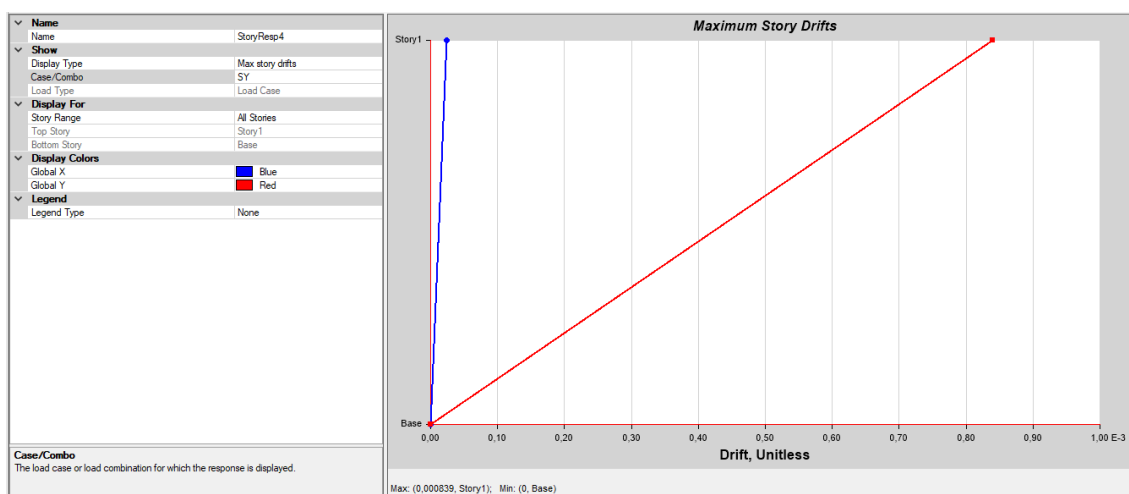 Name
Name StoryResp4
Show
Display Type Max story drifts
Case/Combo SY
Load Type Load Case
Display For
Story Range All Stories
Top Story Story1
Bottom Story Base
Display Colors
Global X Blue
Global Y Red
Legend
Legend Type None
Case/Combo
The load case or load combination for which the response is displayed.
Maximum Story Drifts
Story1
Base
0,00 0,10 0,20 0,30 0,40 0,50 0,60 0,70 0,80 0,90 1,00 E-3
Drift, Unitless
Max: (0,000839, Story1); Min: (0, Base)